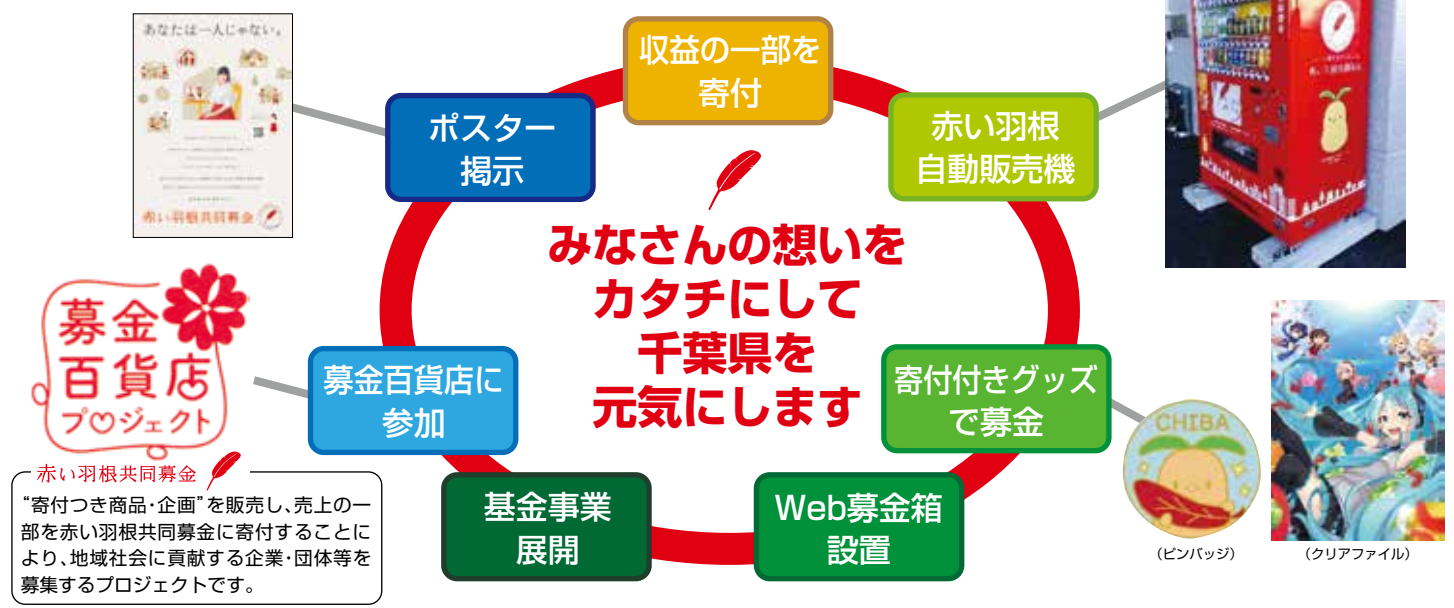 あなたは一人じゃない。
赤い羽根共同募金
収益の一部を
寄付
ポスター
掲示
赤い羽根
自動販売機
みなさんの想いを
カタチにして
千葉県を
元気にします
募金
百貨店
プロジェクト
募金百貨店に
参加
寄付付きグッズ
で募金
赤い羽根共同募金
“寄付つき商品・企画”を販売し、売上の一
部を赤い羽根共同募金に寄付することに
より、地域社会に貢献する企業・団体等を
募集するプロジェクトです。
基金事業
展開
Web募金箱
設置
CHIBA
（ピンバッジ）
（クリアファイル）